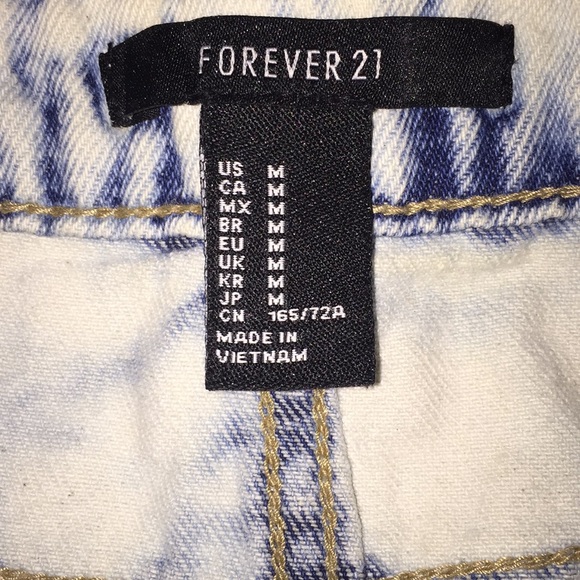 FOREVER 21
US M
CA M
MX M
BR M
EU M
UK M
KR M
JP M
CN 165/72A
MADE IN
VIETNAM